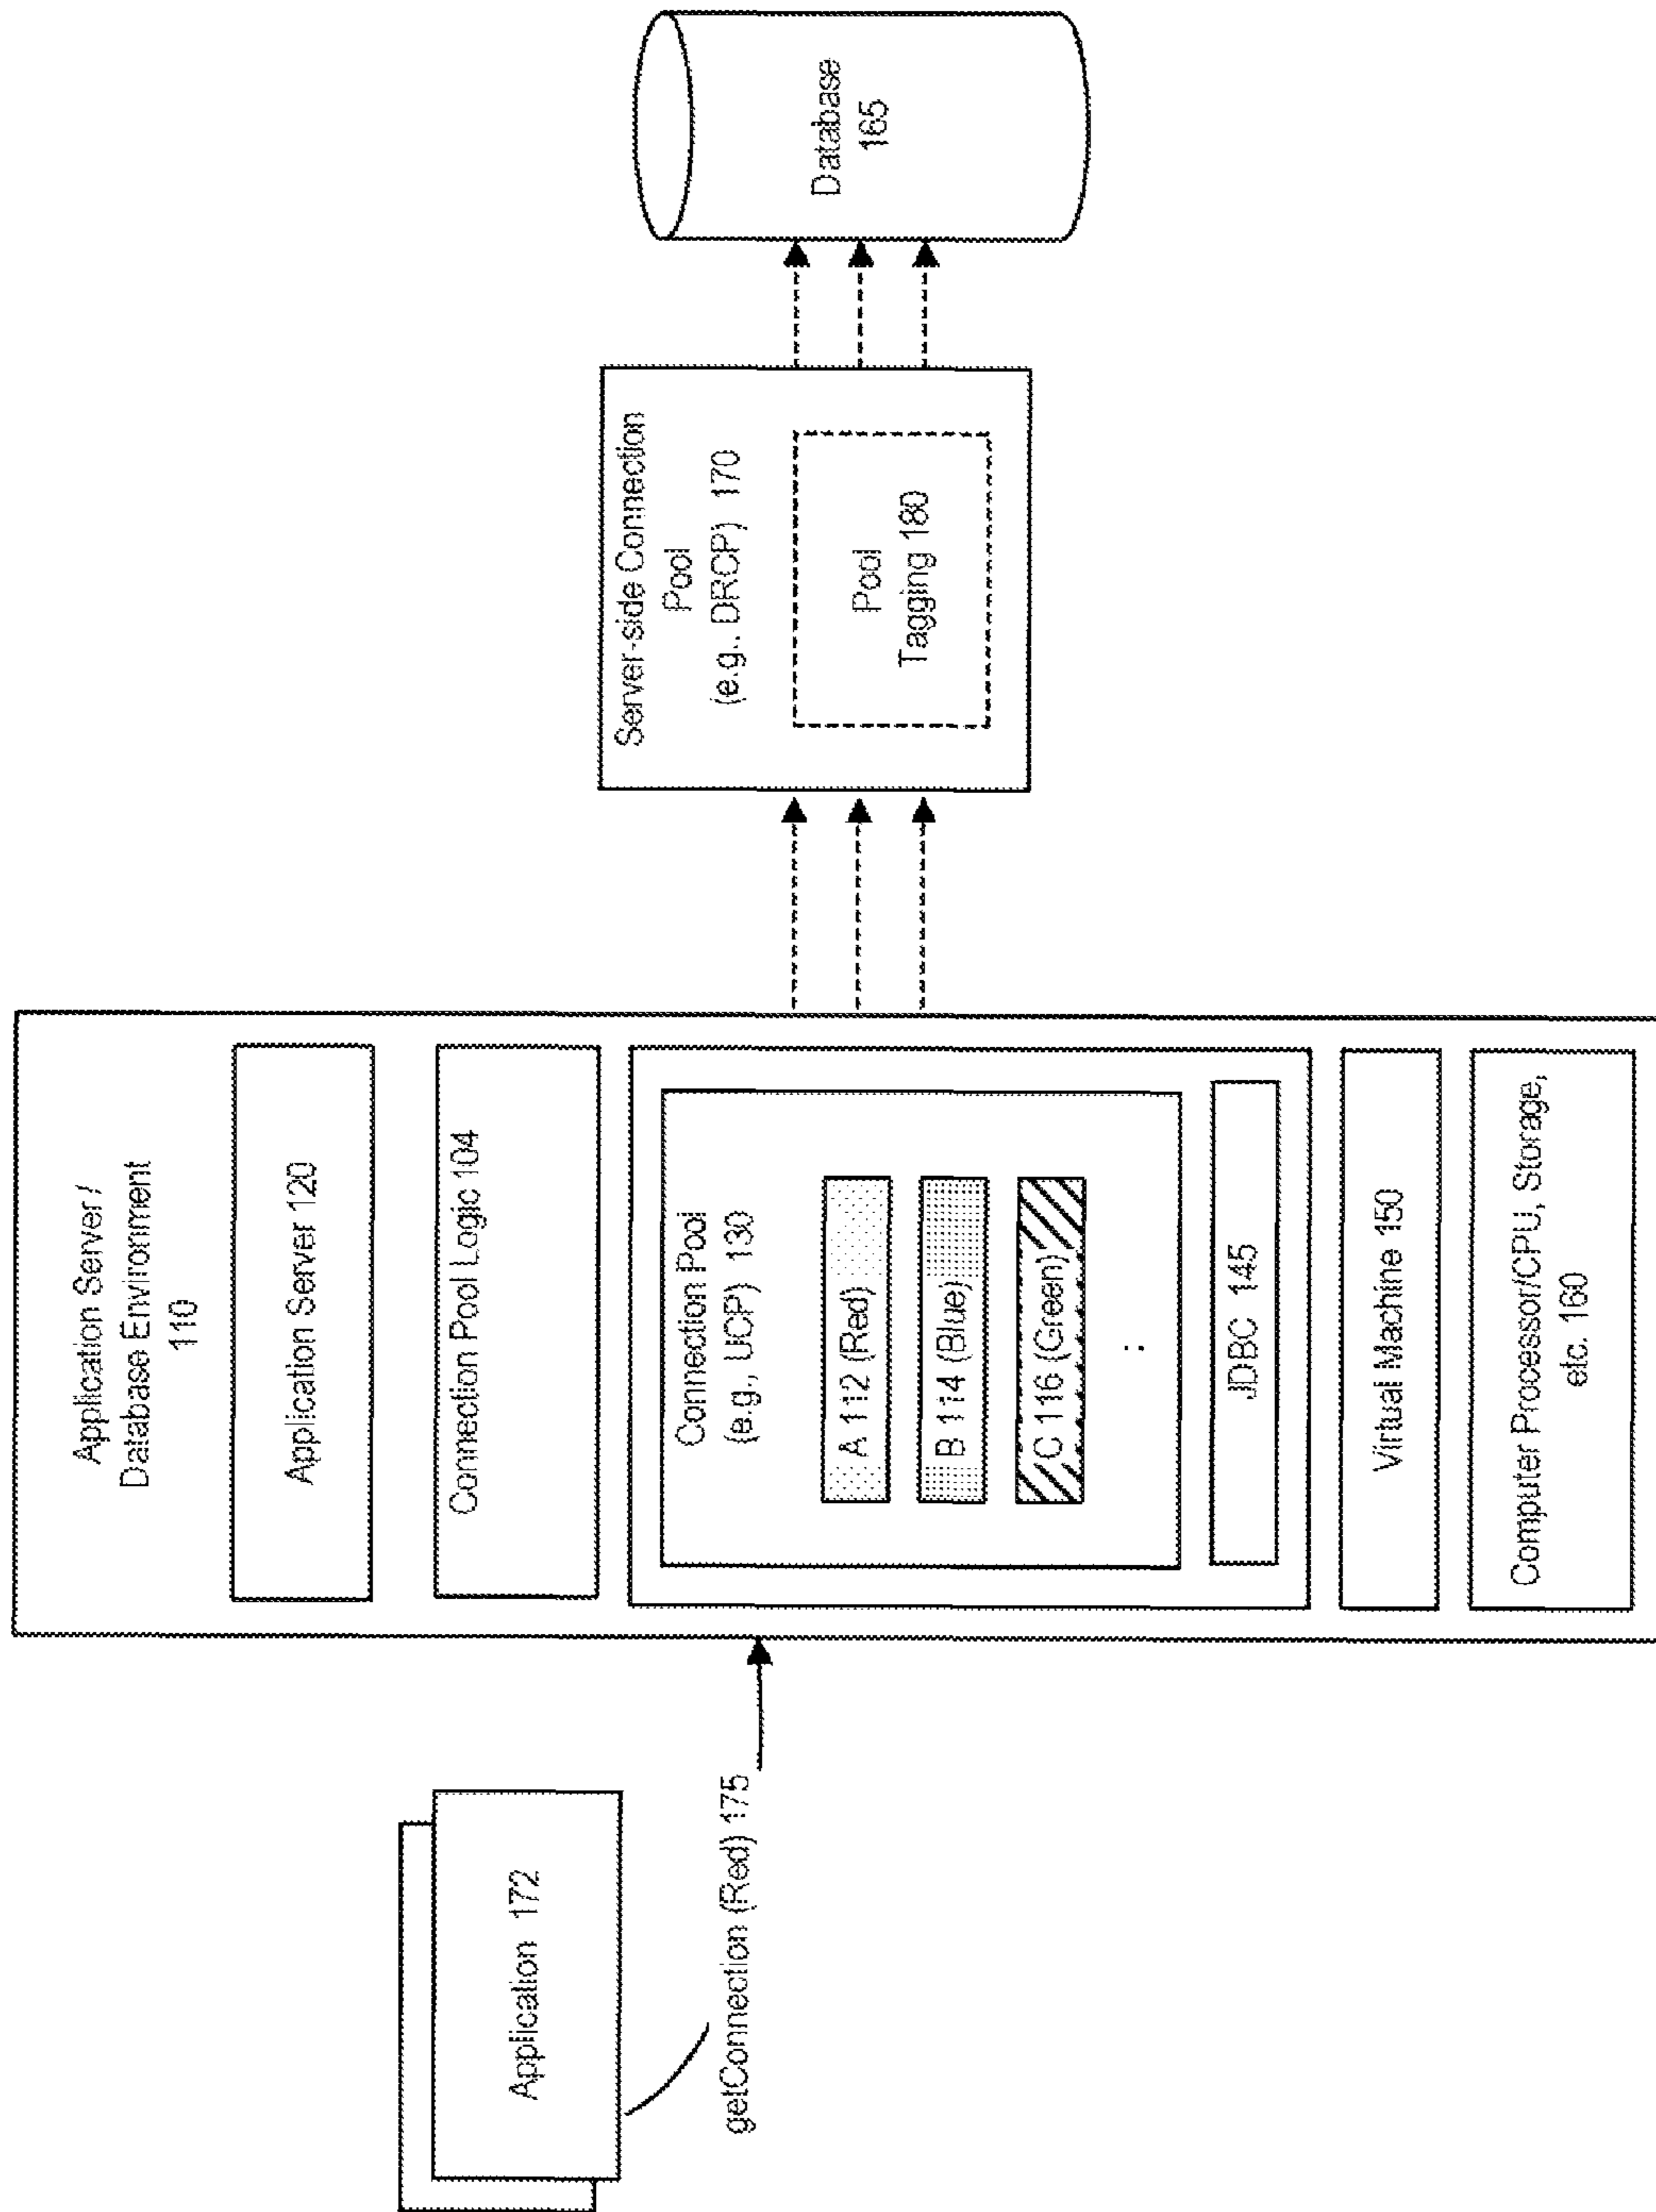 Application 172
getConnection (Red) 175
Application Server /
Database Environment
110
Application Server 120
Connection Pool Logic 104
Connection Pool
(e.g., UCP) 130
A 112 (Red)
B 114 (Blue)
C 116 (Green)
:
JDBC 145
Virtual Machine 150
Computer Processor/CPU, Storage,
etc. 160
Server-side Connection
Pool
(e.g., DRCP) 170
Pool
Tagging 180
Database
165